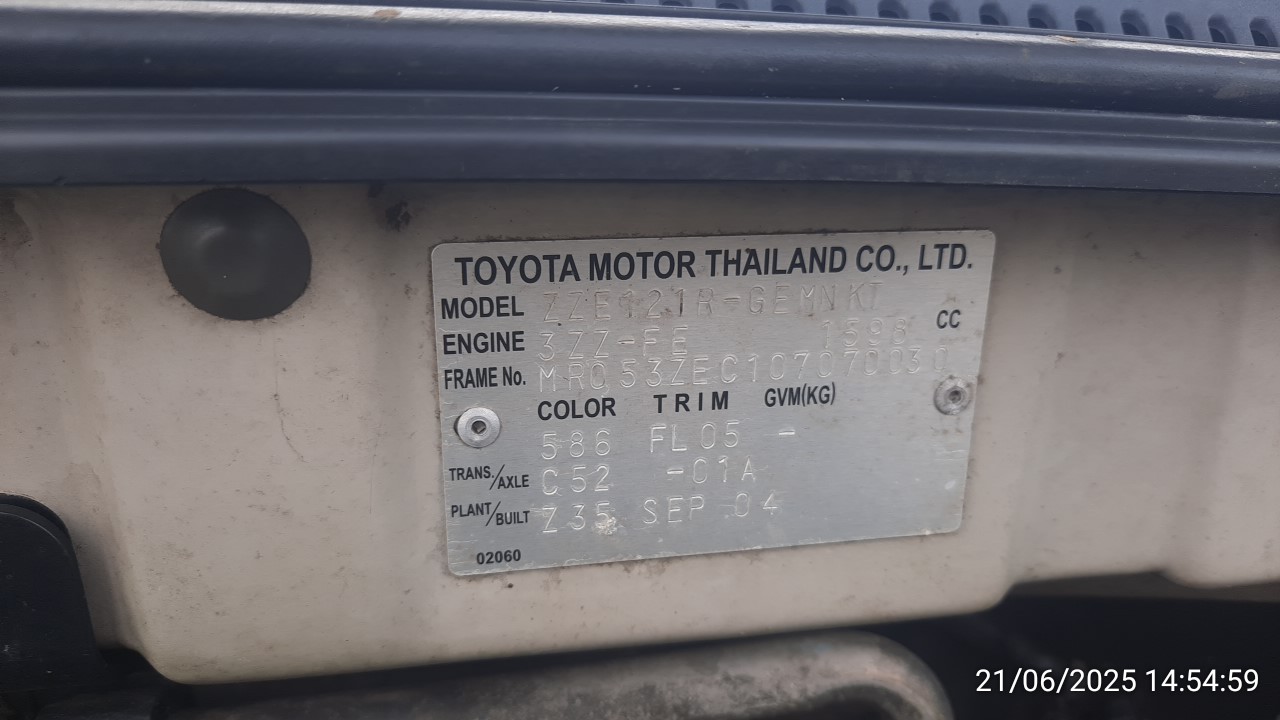 TOYOTA MOTOR THAILAND CO., LTD.
MODEL ZZE121R-GEMNKT
ENGINE 3ZZ-FE 1598 CC
FRAME No. MR053ZEC107070030
COLOR TRIM GVM(KG)
586 FL05 -
TRANS./AXLE C52 -C1A
PLANT/BUILT Z35 SEP 04
02060
21/06/2025 14:54:59